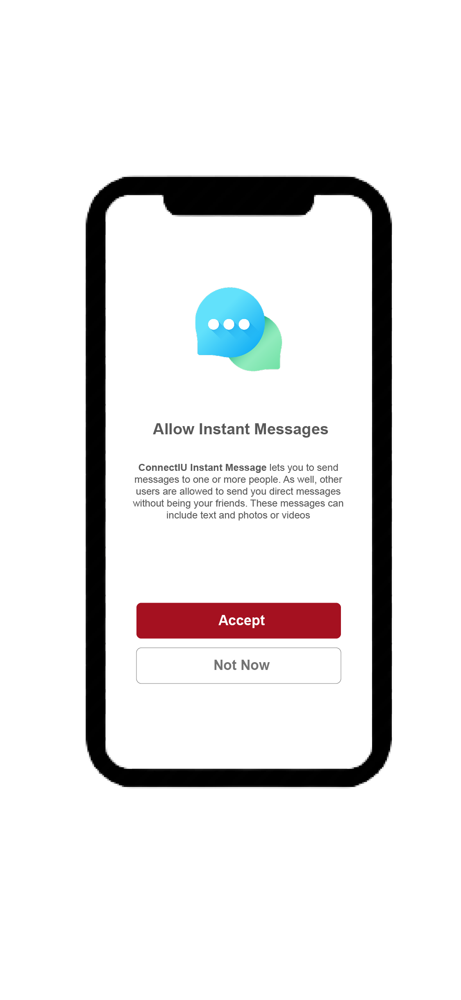 Allow Instant Messages
ConnectIU Instant Message lets you to send
messages to one or more people. As well, other
users are allowed to send you direct messages
without being your friends. These messages can
include text and photos or videos
Accept
Not Now